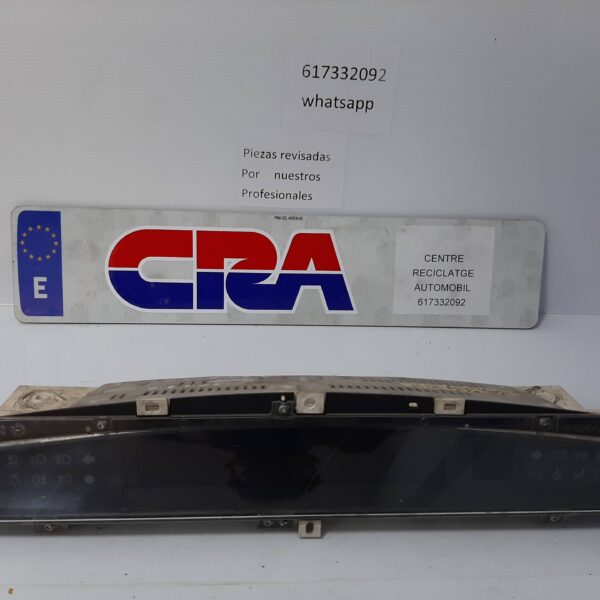 617332092
whatsapp
Piezas revisadas
Por nuestros
Profesionales
E
CRA
CENTRE
RECICLATGE
AUTOMOBIL
617332092